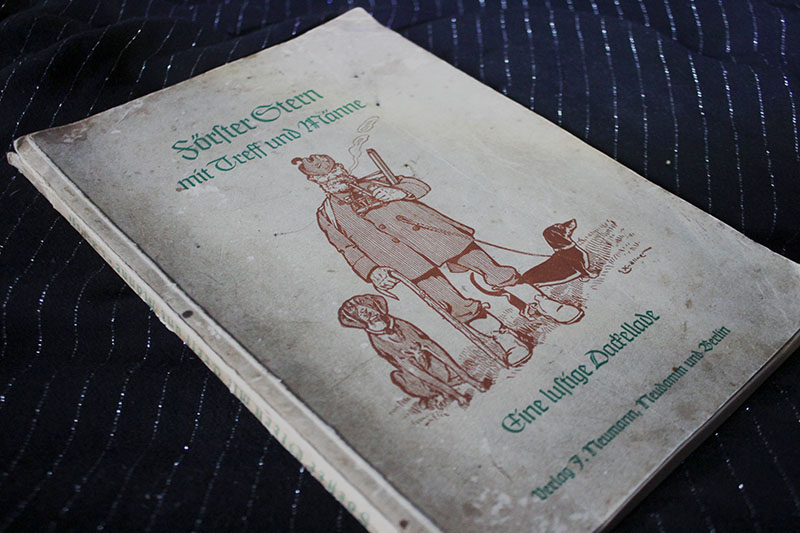 Förster Stern
mit Treff und Männe
Eine lustige Dackellade
Verlag J. Neumann, Neudamm und Berlin